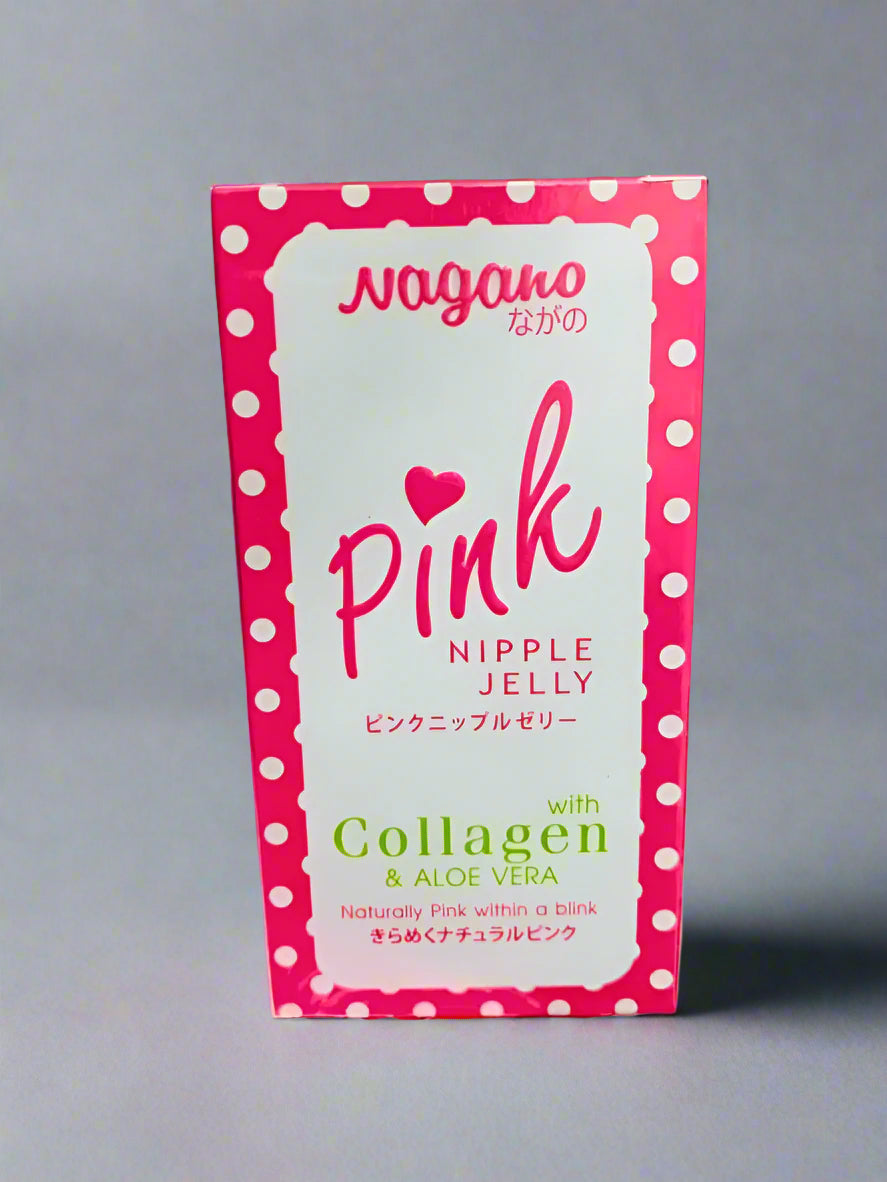 Nagano
ながの
Pink
NIPPLE
JELLY
ピンクニップルゼリー
with
Collagen
& ALOE VERA
Naturally Pink within a blink
きらめくナチュラルピンク